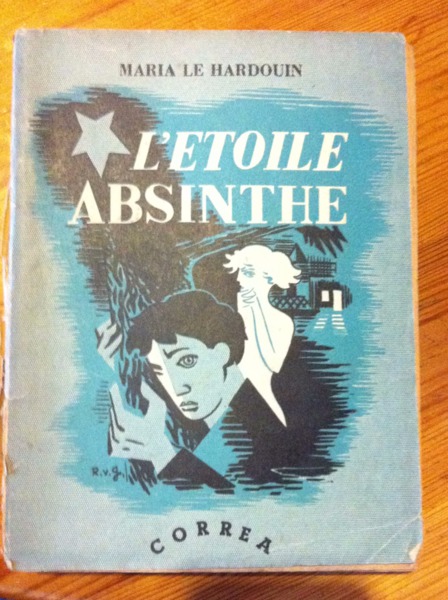 MARIA LE HARDOUIN
L'ETOILE
ABSINTHE
R.v.J.
CORREA